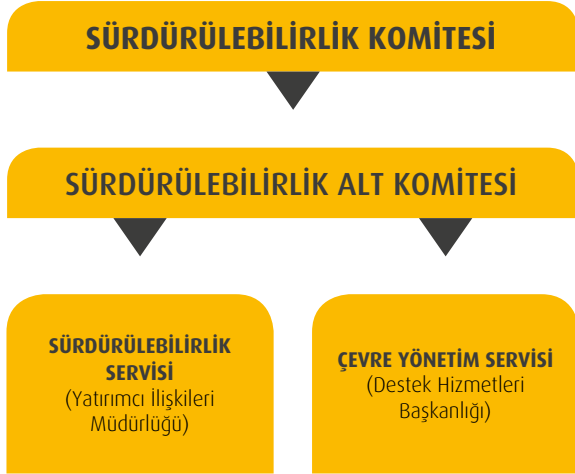 SÜRDÜRÜLEBİLİRLİK KOMİTESİ
SÜRDÜRÜLEBİLİRLİK ALT KOMİTESİ
SÜRDÜRÜLEBİLİRLİK
SERVİSİ
(Yatırımcı İlişkileri
Müdürlüğü)
ÇEVRE YÖNETİM SERVİSİ
(Destek Hizmetleri
Başkanlığı)